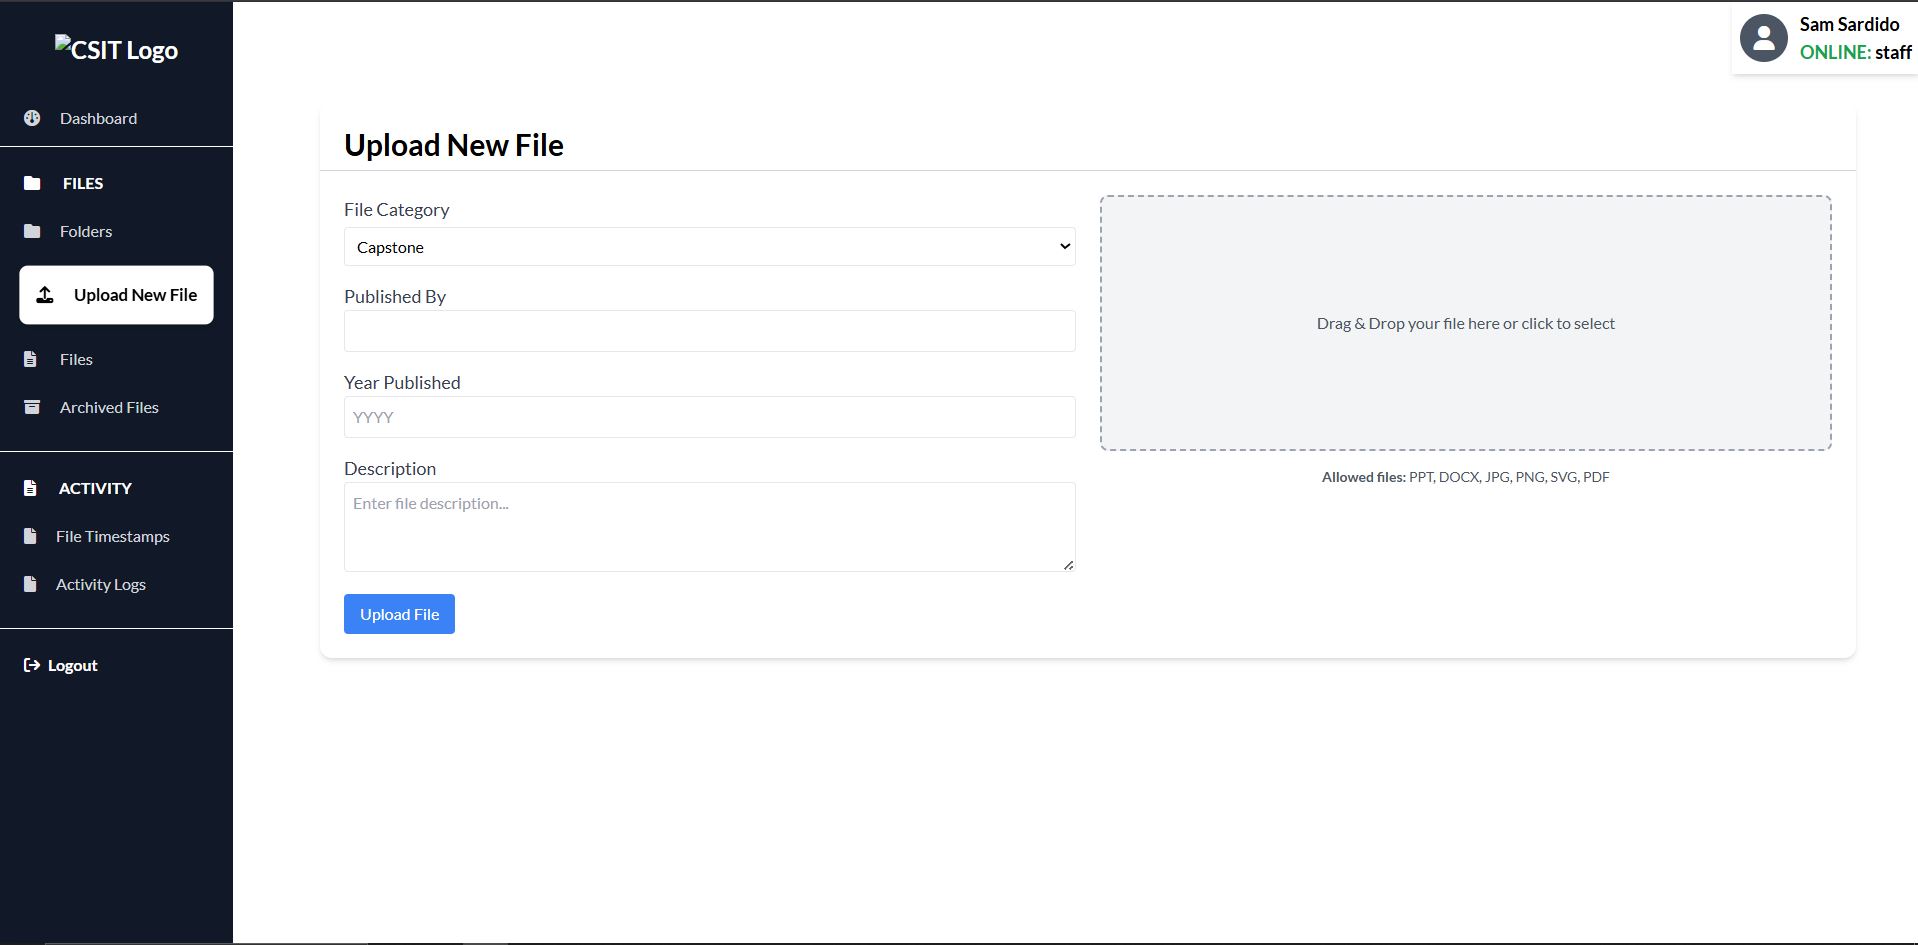 CSIT Logo
Dashboard
FILES
Folders
Upload New File
Files
Archived Files
ACTIVITY
File Timestamps
Activity Logs
Logout
Sam Sardido
ONLINE: staff
Upload New File
File Category
Capstone
Published By
Year Published
YYYY
Description
Enter file description...
Upload File
Drag & Drop your file here or click to select
Allowed files: PPT, DOCX, JPG, PNG, SVG, PDF